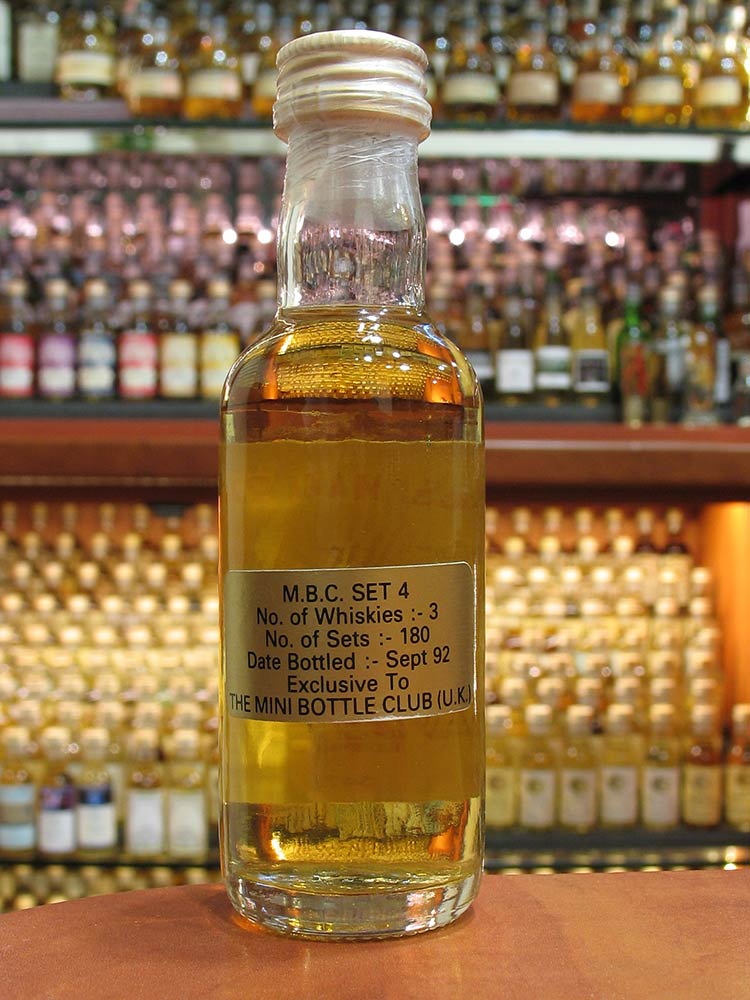 M.B.C. SET 4
No. of Whiskies :- 3
No. of Sets :- 180
Date Bottled :- Sept 92
Exclusive To
THE MINI BOTTLE CLUB (U.K.)